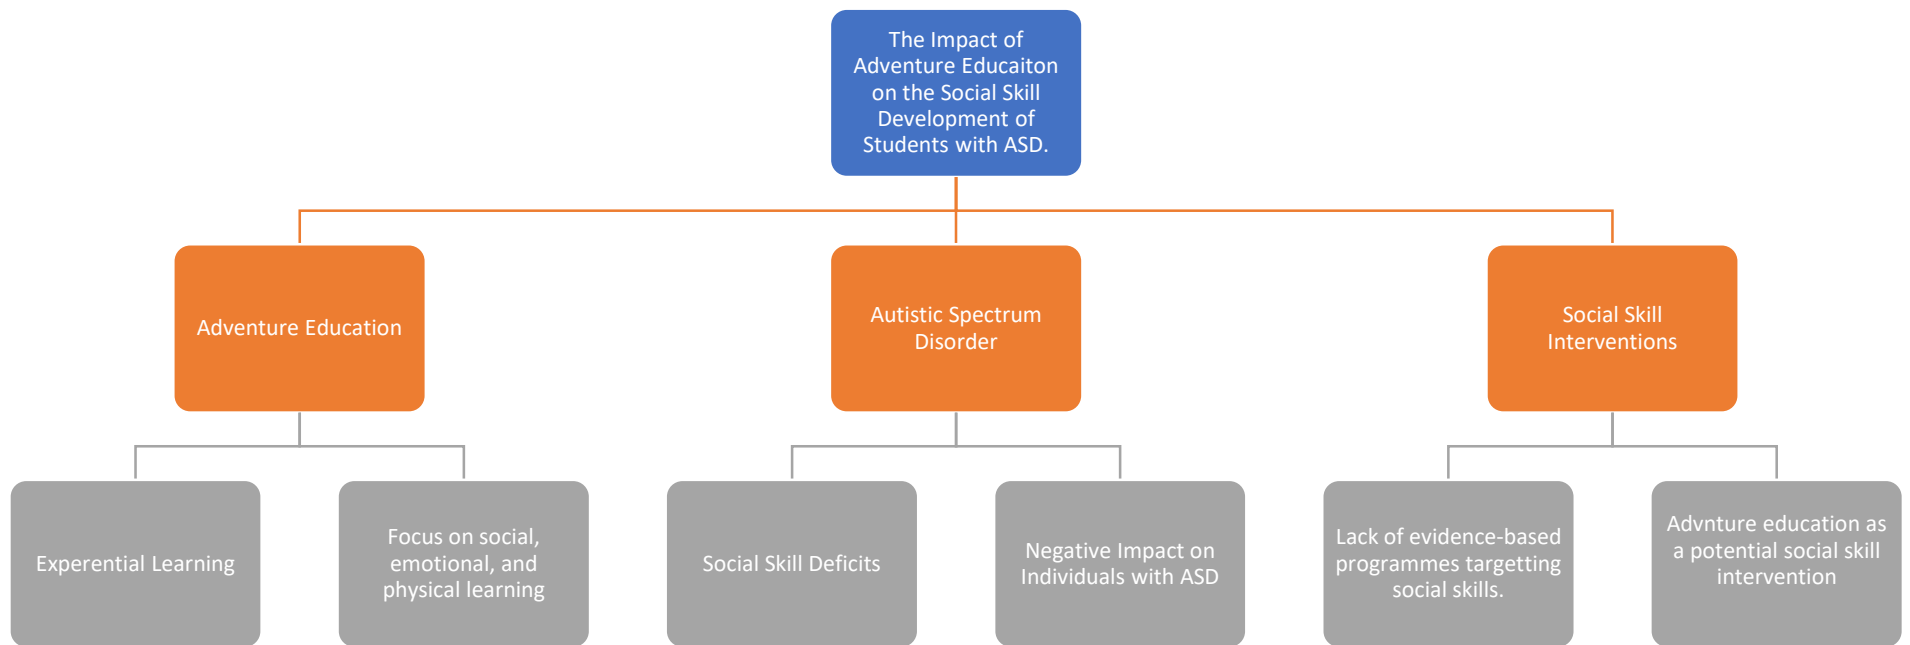 The Impact of
Adventure Educaiton
on the Social Skill
Development of
Students with ASD.
Adventure Education
Autistic Spectrum
Disorder
Social Skill
Interventions
Experential Learning
Focus on social,
emotional, and
physical learning
Social Skill Deficits
Negative Impact on
Individuals with ASD
Lack of evidence-based
programmes targetting
social skills.
Advnture education as
a potential social skill
intervention